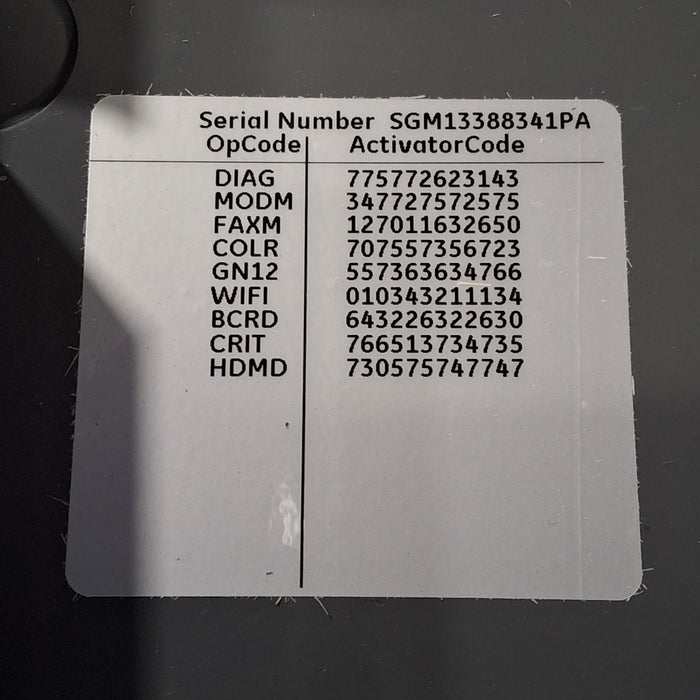 Serial Number SGM13388341PA
OpCode ActivatorCode
DIAG 775772623143
MODM 347727572575
FAXM 127011632650
COLR 707557356723
GN12 557363634766
WIFI 010343211134
BCRD 643226322630
CRIT 766513734735
HDMD 730575747747